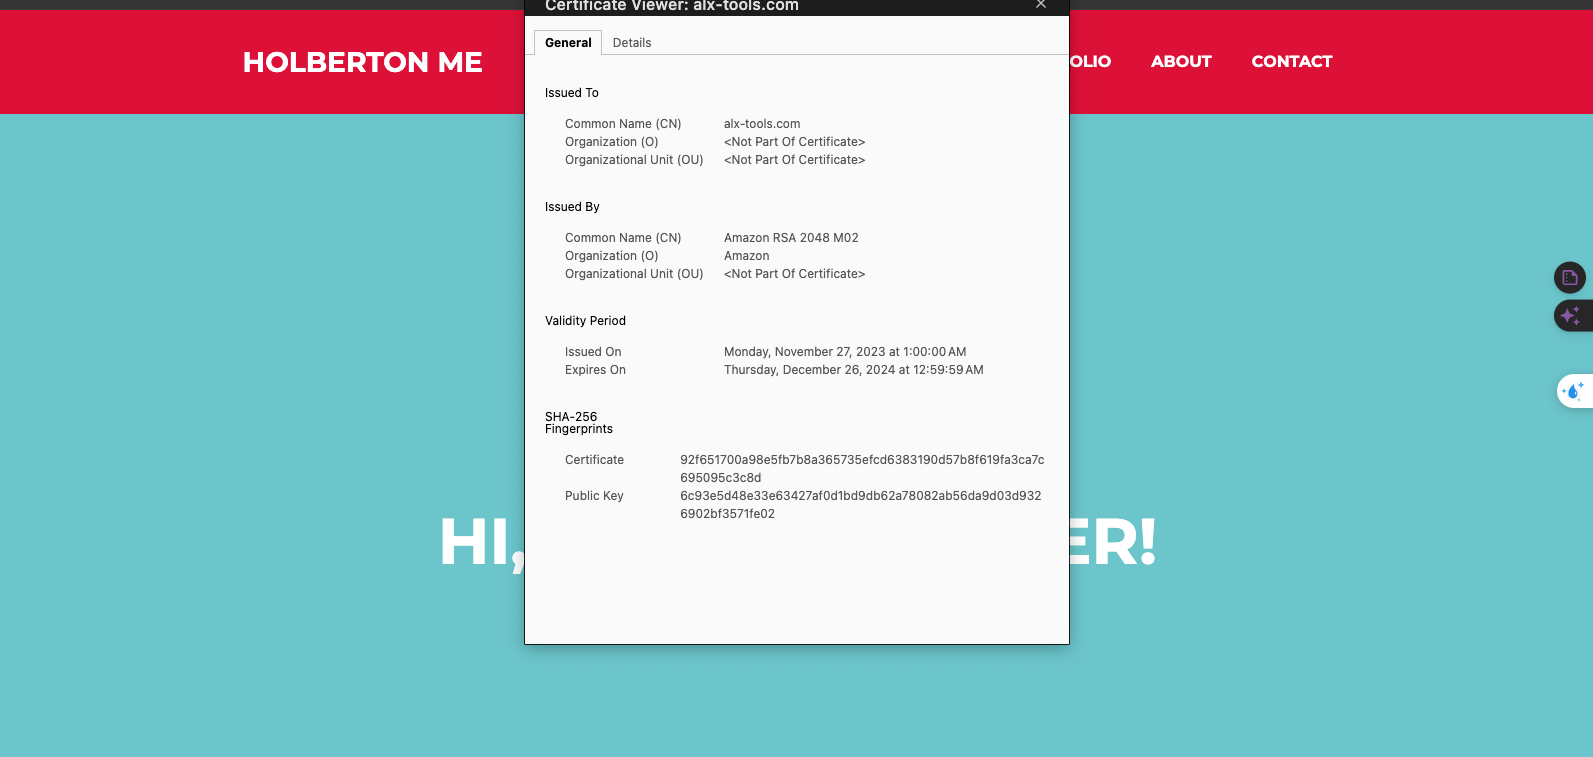 Certificate Viewer: alx-tools.com
HOLBERTON ME
OLIO ABOUT CONTACT
General Details
Issued To
Common Name (CN) alx-tools.com
Organization (O) <Not Part Of Certificate>
Organizational Unit (OU) <Not Part Of Certificate>
Issued By
Common Name (CN) Amazon RSA 2048 M02
Organization (O) Amazon
Organizational Unit (OU) <Not Part Of Certificate>
Validity Period
Issued On Monday, November 27, 2023 at 1:00:00 AM
Expires On Thursday, December 26, 2024 at 12:59:59 AM
SHA-256
Fingerprints
Certificate 92f651700a98e5fb7b8a365735efcd6383190d57b8f619fa3ca7c
695095c3c8d
Public Key 6c93e5d48e33e63427af0d1bd9db62a78082ab56da9d03d932
6902bf3571fe02
HI, ER!